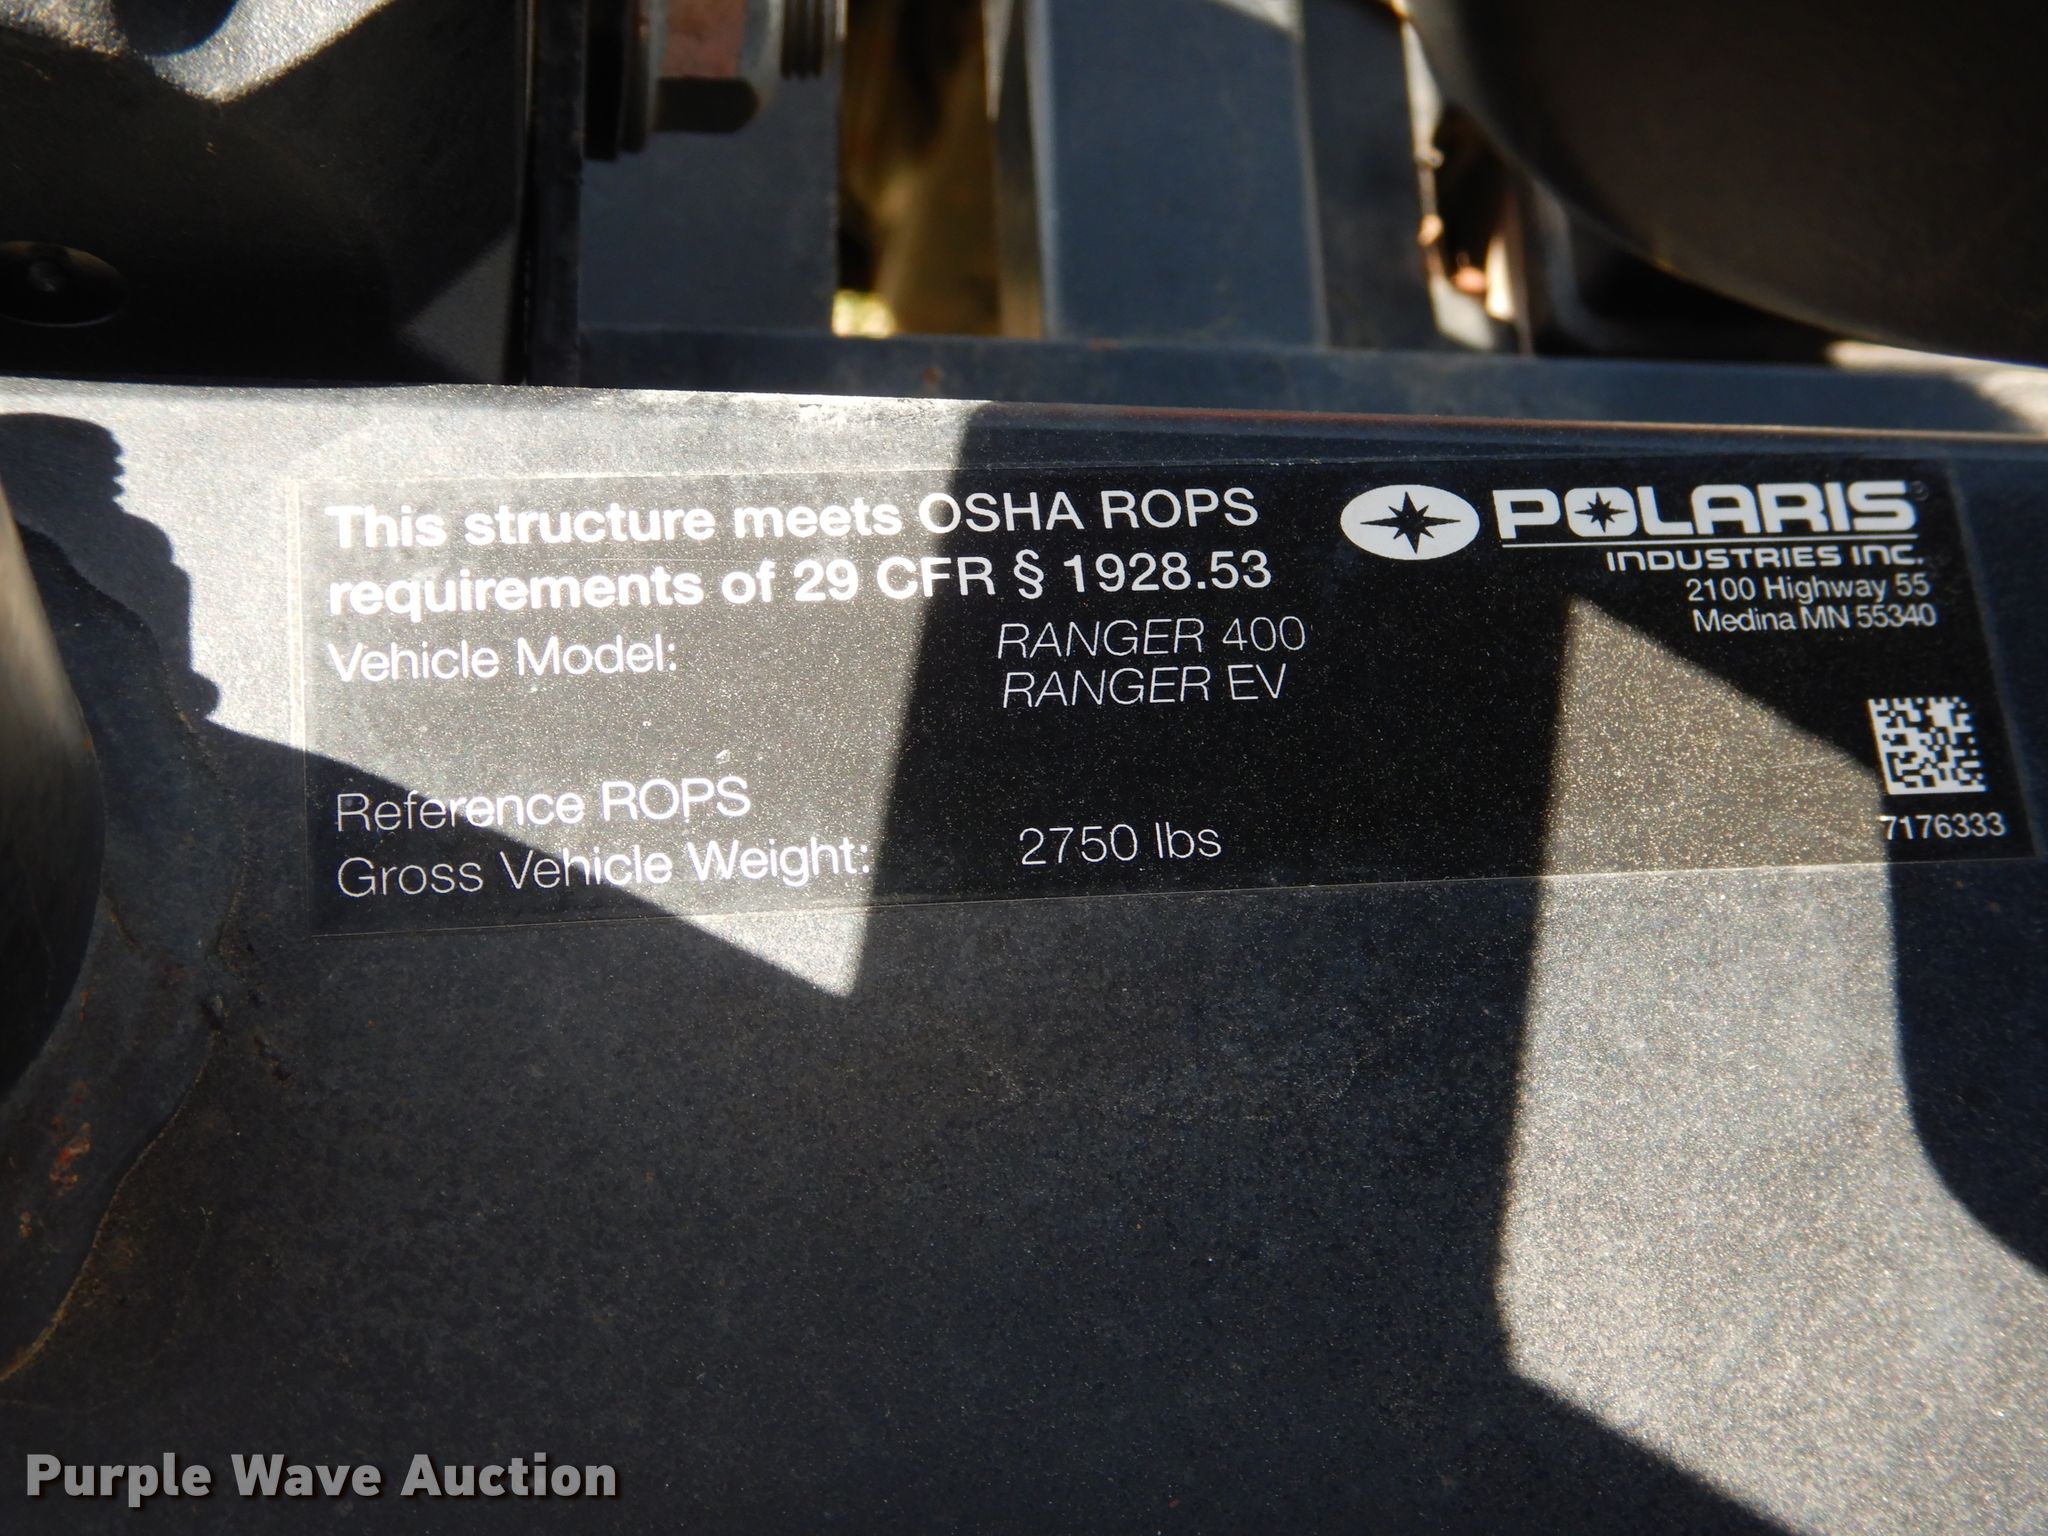 This structure meets OSHA ROPS
requirements of 29 CFR § 1928.53
Vehicle Model:
RANGER 400
RANGER EV
Reference ROPS
Gross Vehicle Weight:
2750 lbs
POLARIS
INDUSTRIES INC.
2100 Highway 55
Medina MN 55340
7176333
Purple Wave Auction